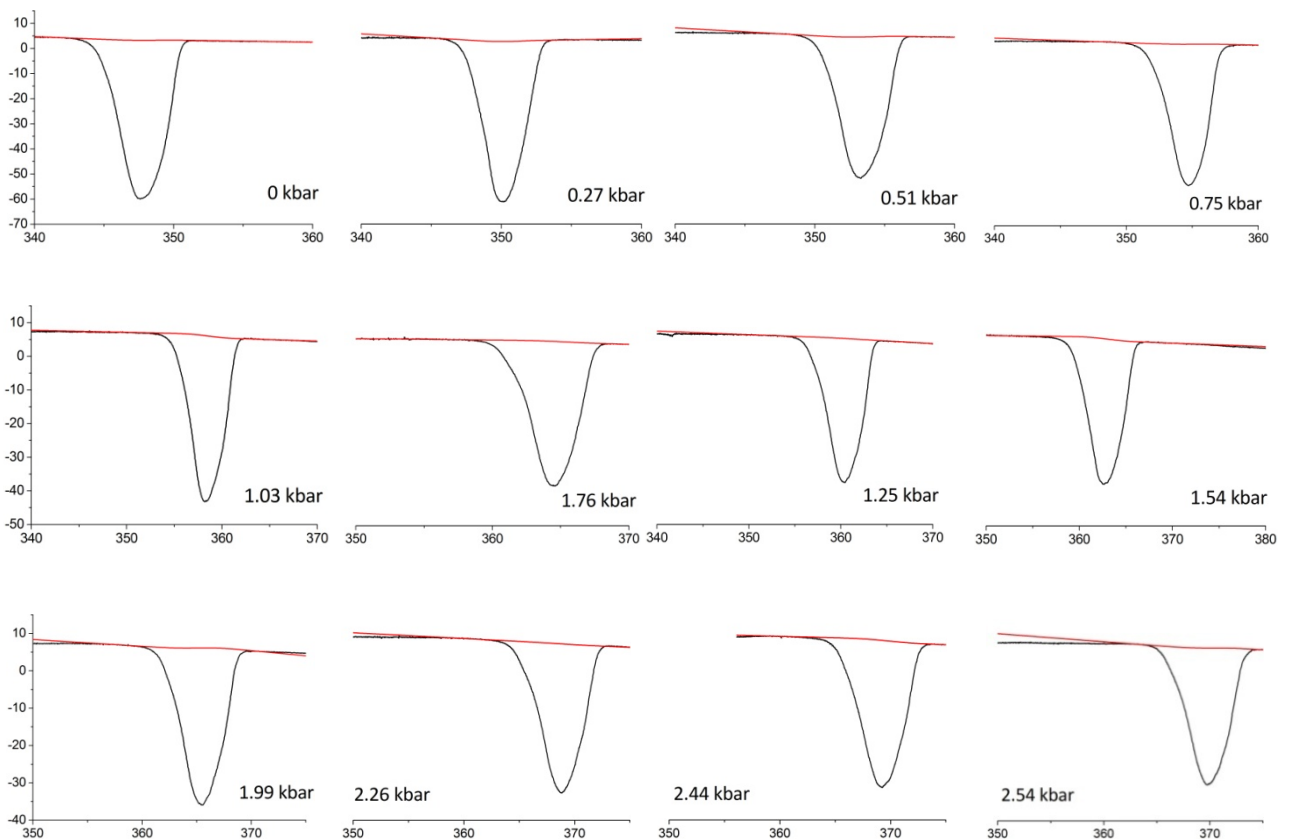 10
0
-10
-20
-30
-40
-50
-60
-70
0 kbar
340 350 360
0.27 kbar
340 350 360
0.51 kbar
340 350 360
0.75 kbar
340 350 360
10
0
-10
-20
-30
-40
-50
1.03 kbar
340 350 360 370
1.76 kbar
350 360 370
1.25 kbar
340 350 360 370
1.54 kbar
350 360 370 380
10
0
-10
-20
-30
-40
1.99 kbar
350 360 370
2.26 kbar
350 360 370
2.44 kbar
350 360 370
2.54 kbar
350 360 370